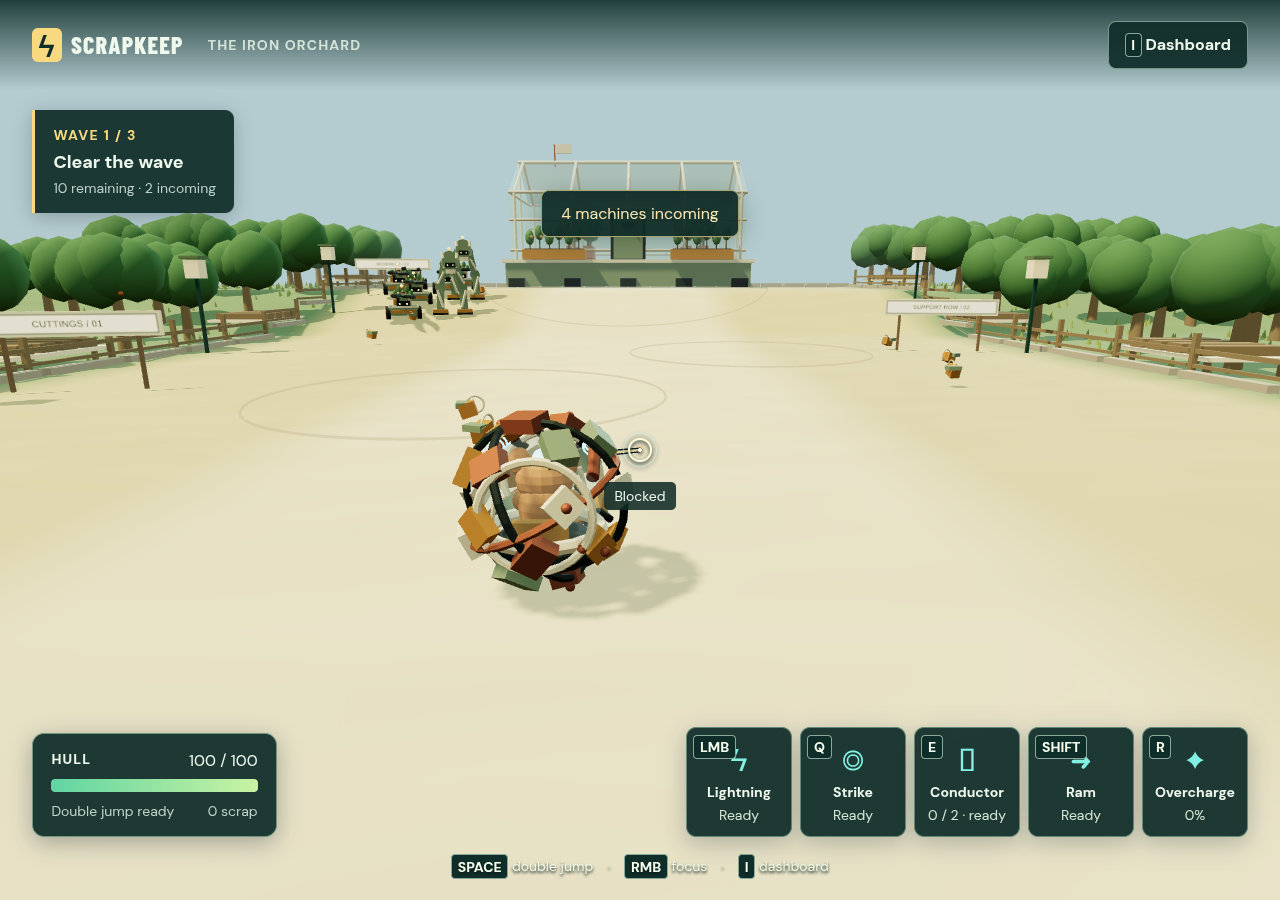 SCRAPKEEP
THE IRON ORCHARD
I Dashboard
WAVE 1 / 3
Clear the wave
10 remaining · 2 incoming
4 machines incoming
CUTTINGS / 01
SUPPORT ROW / 02
Blocked
HULL 100 / 100
Double jump ready 0 scrap
LMB
Lightning
Ready
Q
Strike
Ready
E
Conductor
0 / 2 · ready
SHIFT
Ram
Ready
R
Overcharge
0%
SPACE double jump · RMB focus · I dashboard